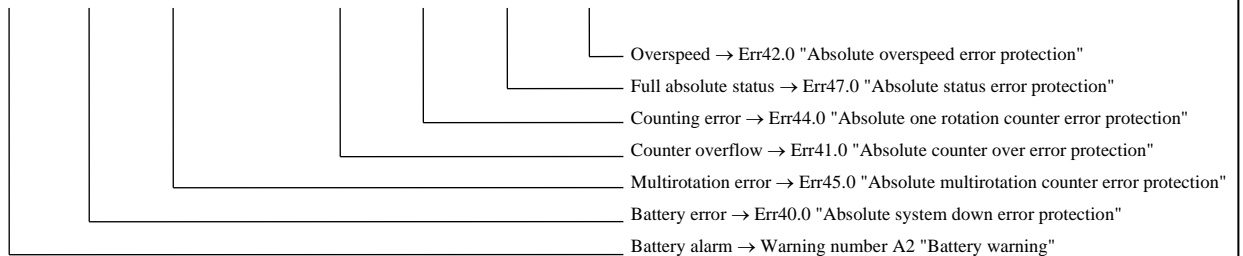 Overspeed → Err42.0 "Absolute overspeed error protection"
Full absolute status → Err47.0 "Absolute status error protection"
Counting error → Err44.0 "Absolute one rotation counter error protection"
Counter overflow → Err41.0 "Absolute counter over error protection"
Multirotation error → Err45.0 "Absolute multirotation counter error protection"
Battery error → Err40.0 "Absolute system down error protection"
Battery alarm → Warning number A2 "Battery warning"